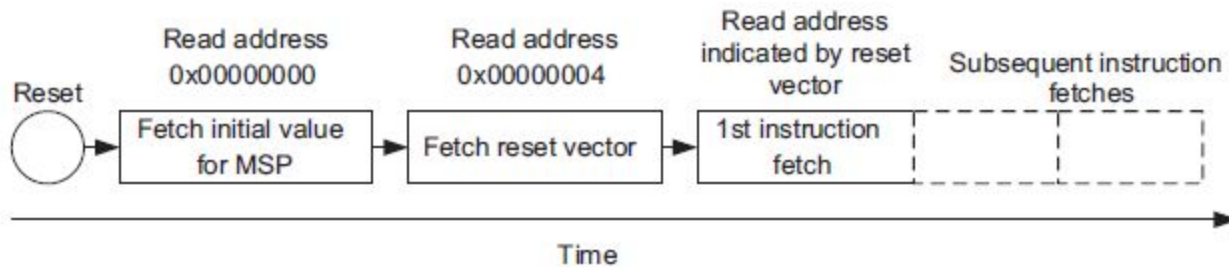 Reset
Read address
0x00000000
Fetch initial value
for MSP
Read address
0x00000004
Fetch reset vector
Read address
indicated by reset
vector
1st instruction
fetch
Subsequent instruction
fetches
Time